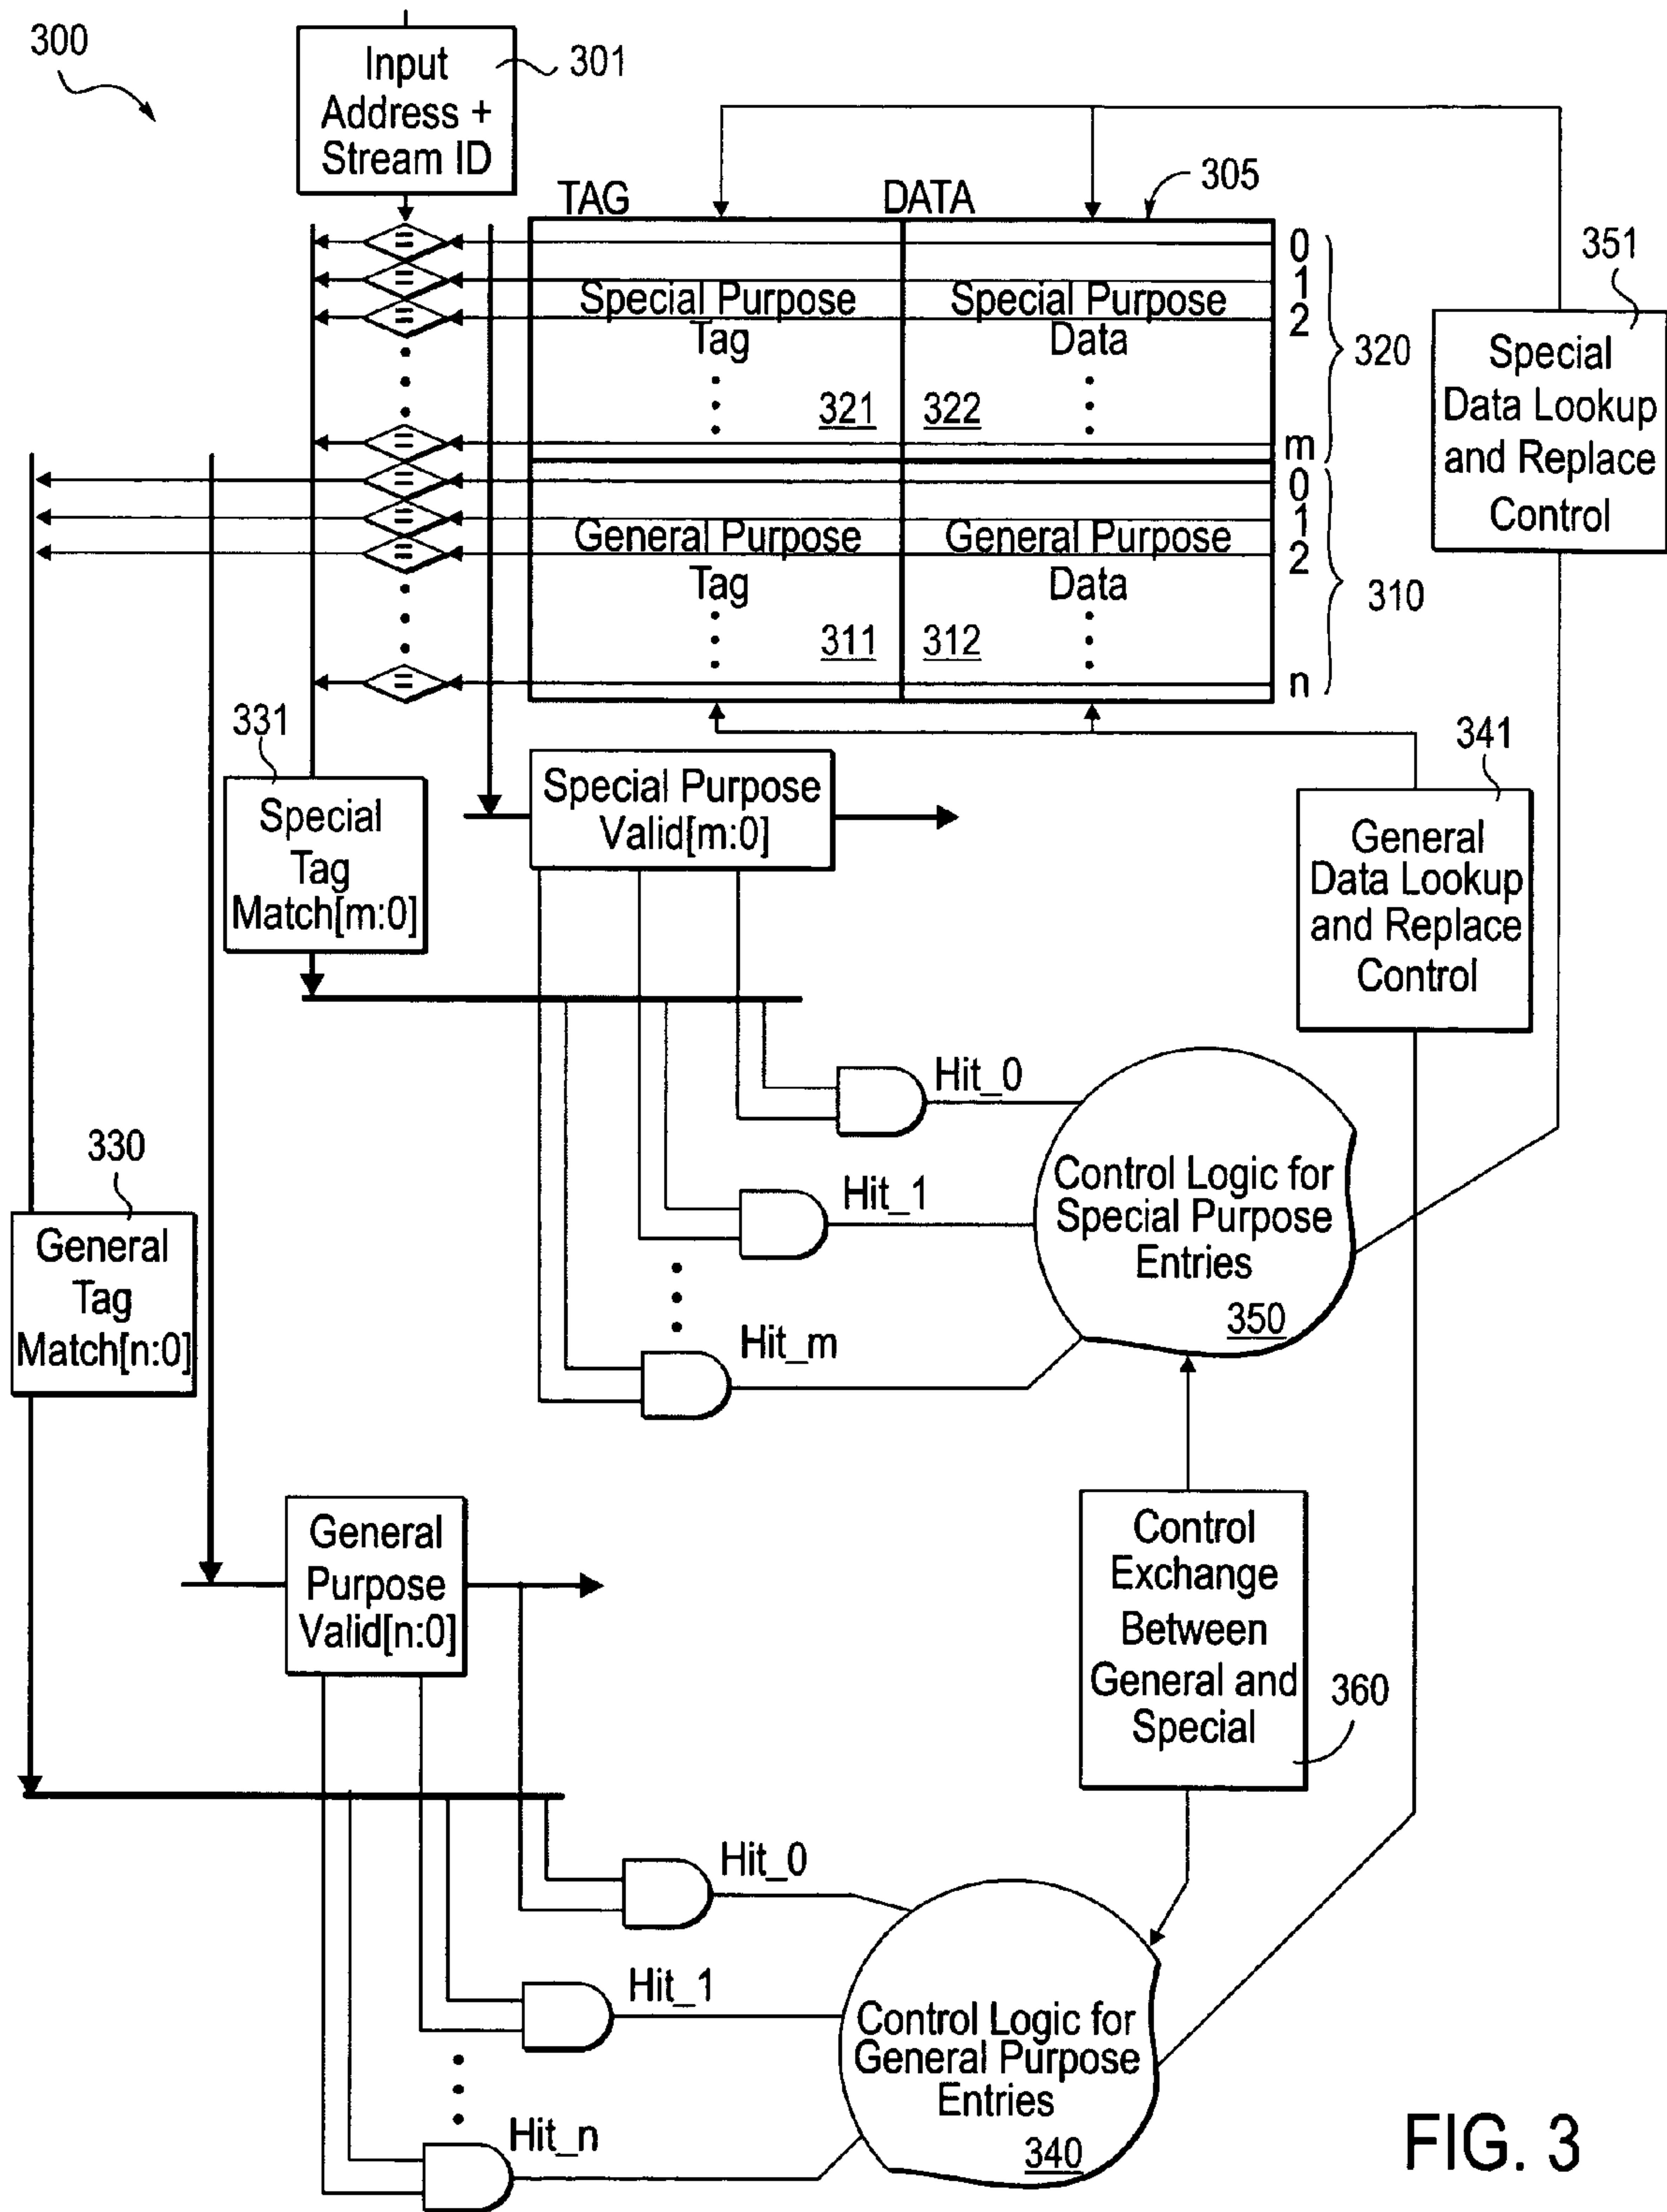 300
Input
Address +
Stream ID
301
TAG
DATA
305
=
=
=
=
=
=
=
=
Special Purpose
Tag
321
Special Purpose
Data
322
0
1
2
m
320
General Purpose
Tag
311
General Purpose
Data
312
0
1
2
n
310
351
Special
Data Lookup
and Replace
Control
331
Special
Tag
Match[m:0]
Special Purpose
Valid[m:0]
341
General
Data Lookup
and Replace
Control
Hit_0
Hit_1
Hit_m
Control Logic for
Special Purpose
Entries
350
330
General
Tag
Match[n:0]
General
Purpose
Valid[n:0]
Control
Exchange
Between
General and
Special
360
Hit_0
Hit_1
Hit_n
Control Logic for
General Purpose
Entries
340
FIG. 3